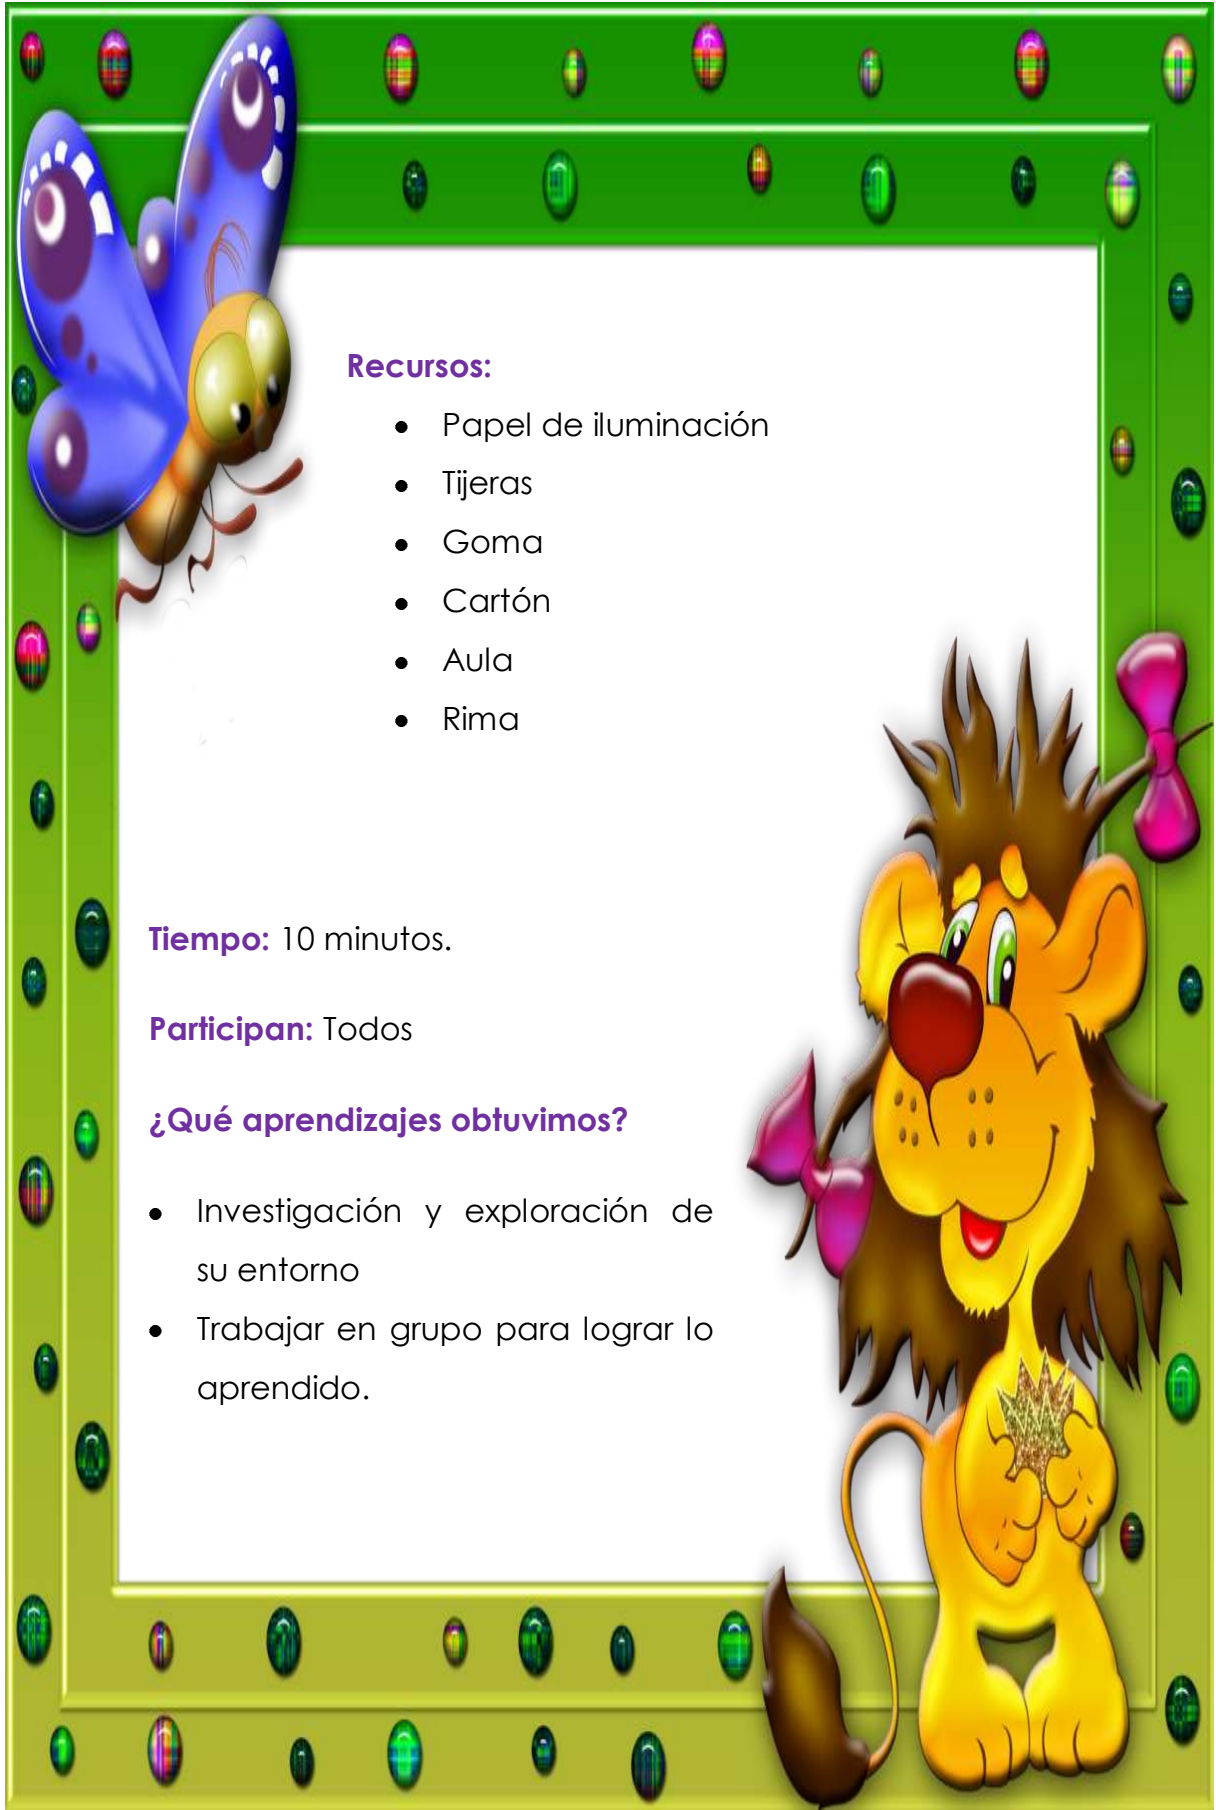 Recursos:
• Papel de iluminación
• Tijeras
• Goma
• Cartón
• Aula
• Rima
Tiempo: 10 minutos.
Participan: Todos
¿Qué aprendizajes obtuvimos?
• Investigación y exploración de
su entorno
• Trabajar en grupo para lograr lo
aprendido.